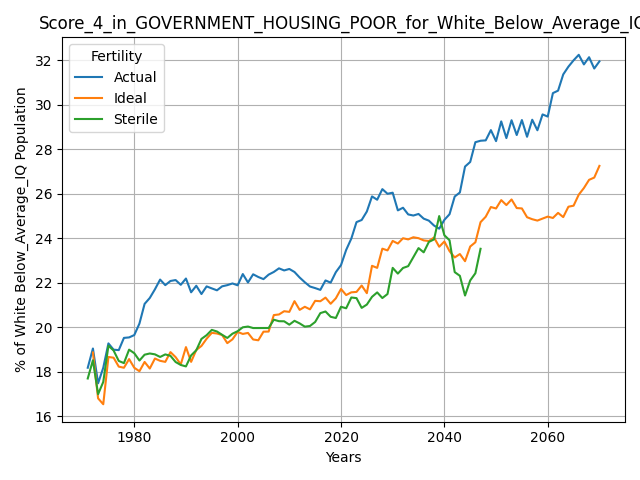 Score_4_in_GOVERNMENT_HOUSING_POOR_for_White_Below_Average_IQ
Fertility
Actual
Ideal
Sterile
% of White Below_Average_IQ Population
32
30
28
26
24
22
20
18
16
1980
2000
2020
2040
2060
Years